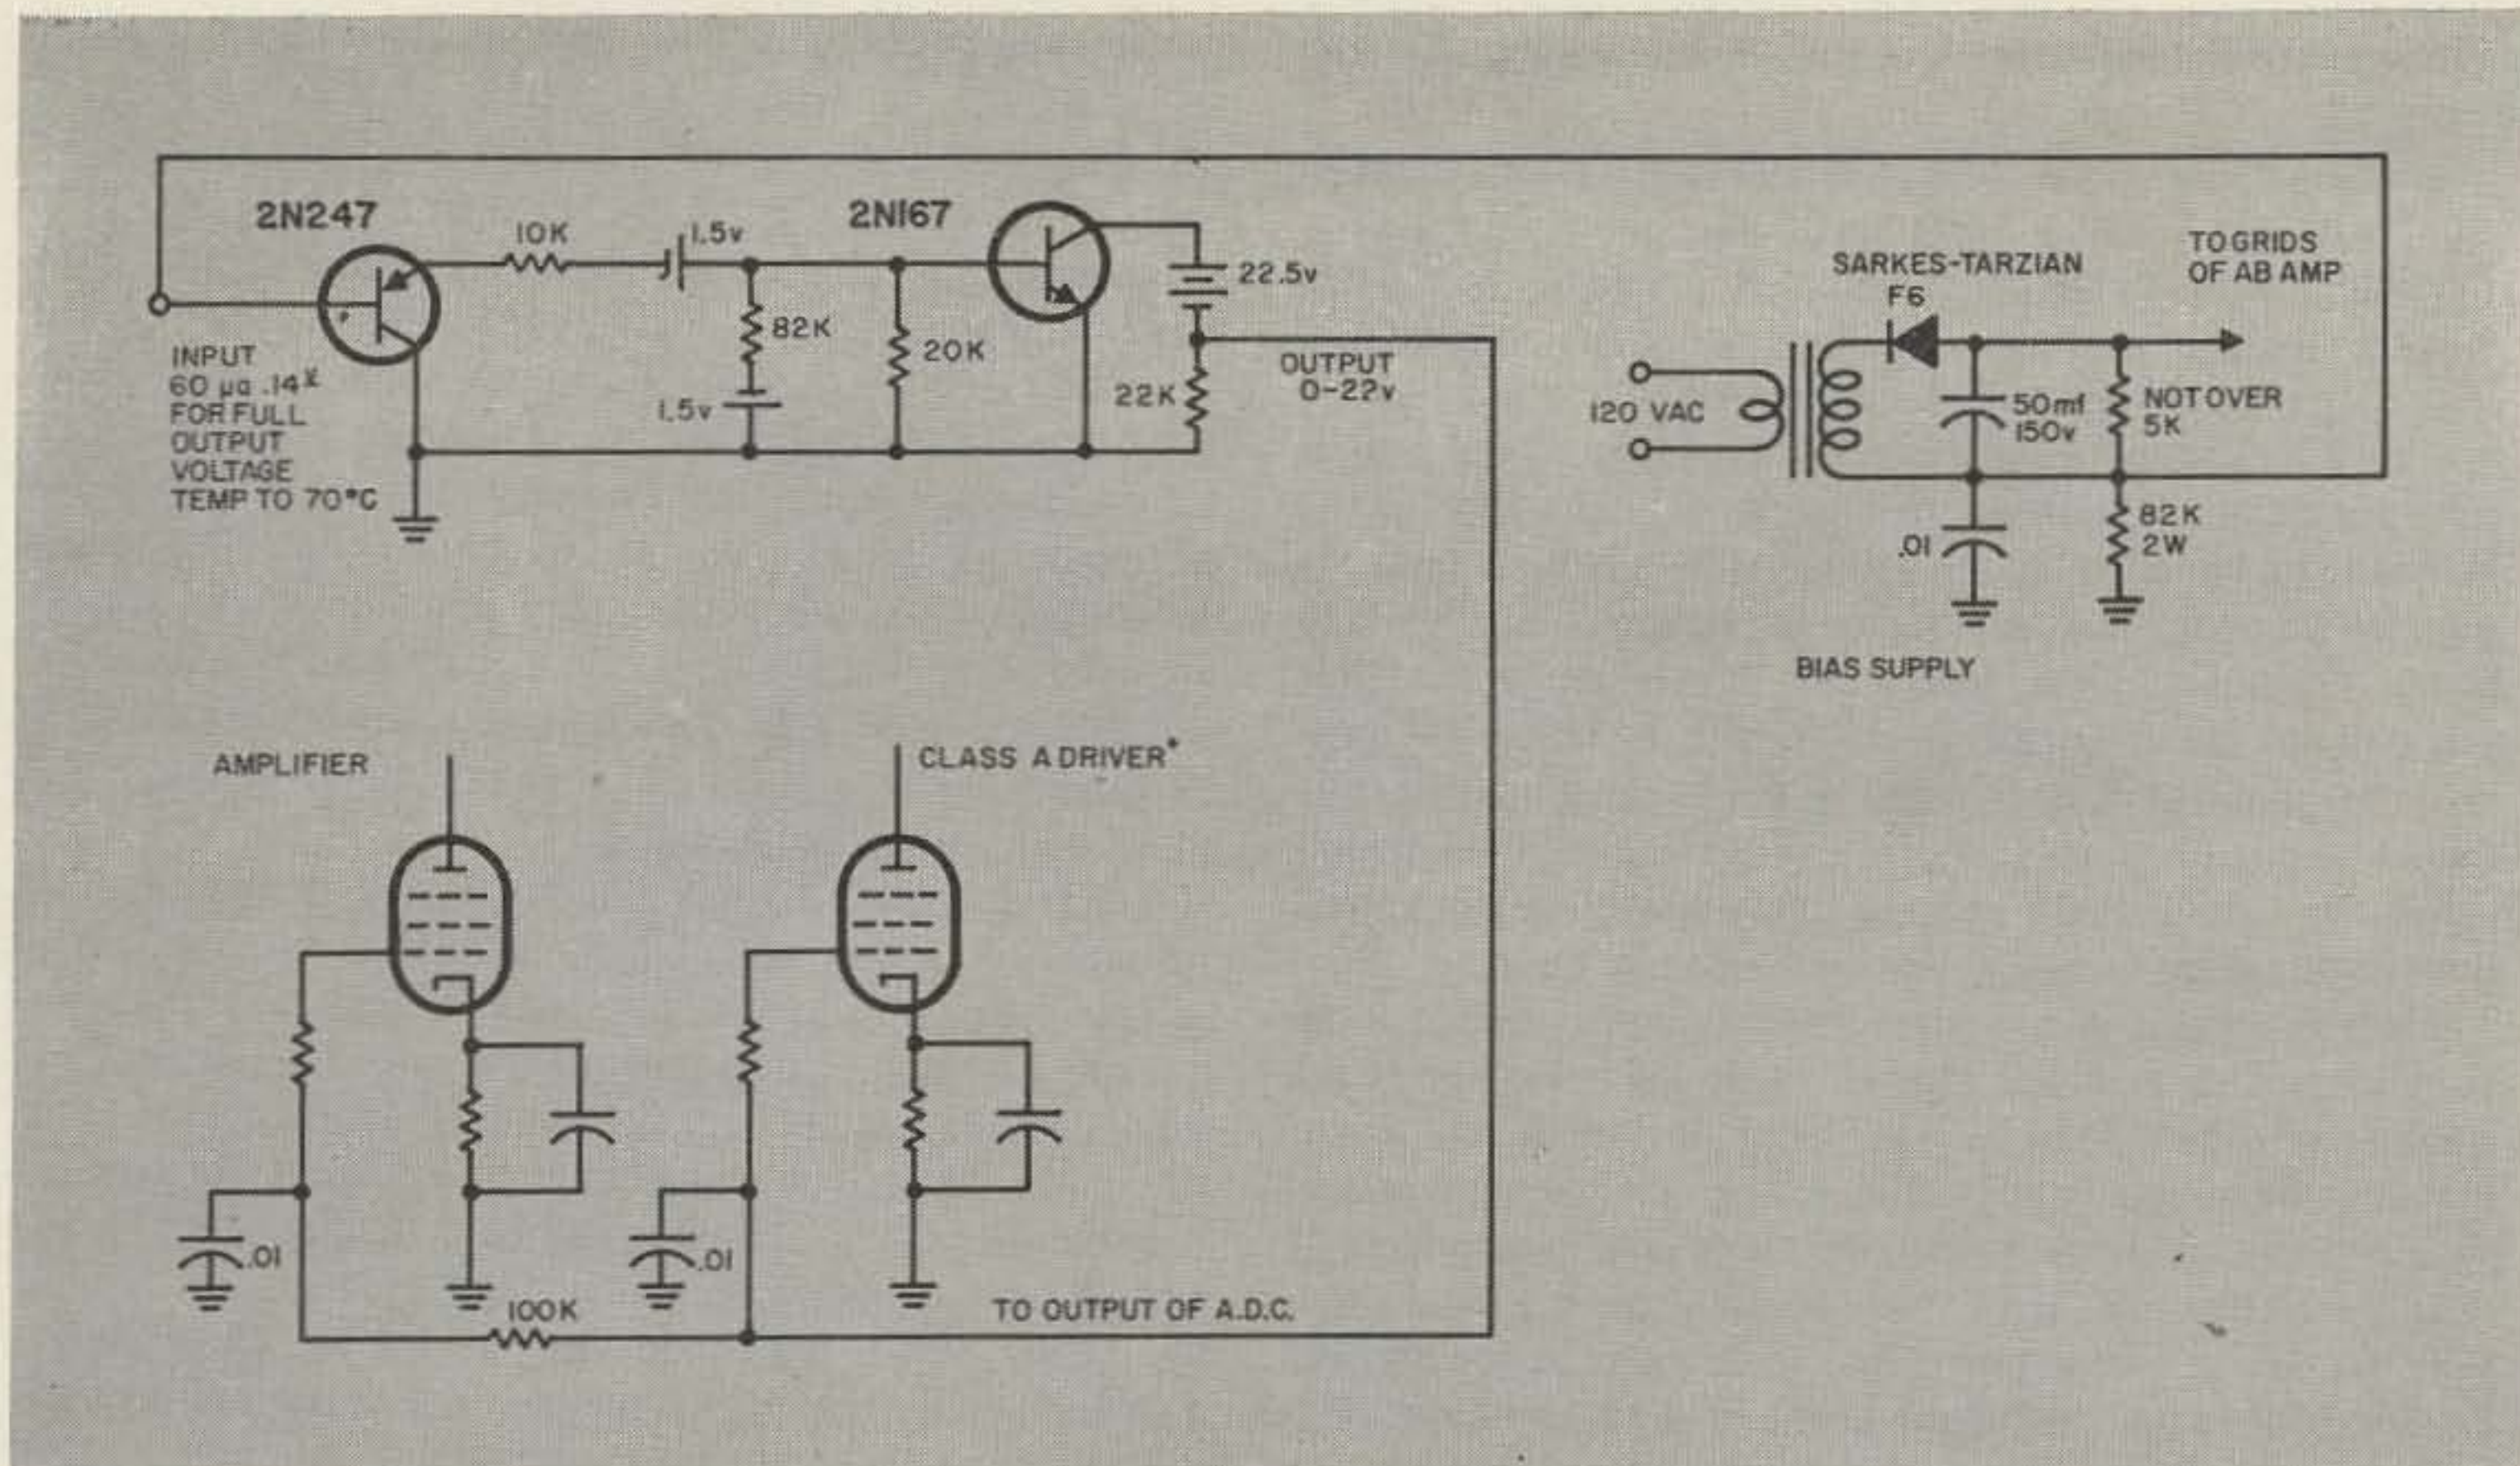 2N247
10K
1.5v
2N167
22.5v
82K
20K
1.5v
22K
OUTPUT
0-22v
INPUT
60 µa .14v
FOR FULL
OUTPUT
VOLTAGE
TEMP TO 70°C
SARKES-TARZIAN
F6
TO GRIDS
OF AB AMP
120 VAC
50mf
150v
NOT OVER
5K
.01
82K
2W
BIAS SUPPLY
AMPLIFIER
CLASS A DRIVER*
.01
.01
100K
TO OUTPUT OF A.D.C.